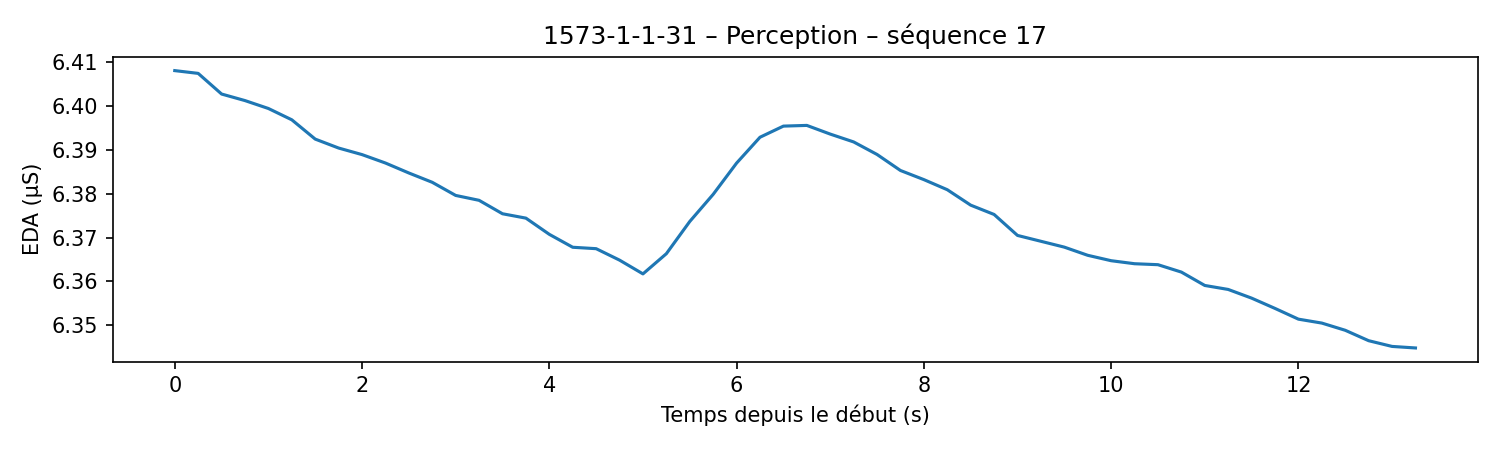 1573-1-1-31 – Perception – séquence 17
EDA (µS)
6.41
6.40
6.39
6.38
6.37
6.36
6.35
0 2 4 6 8 10 12
Temps depuis le début (s)